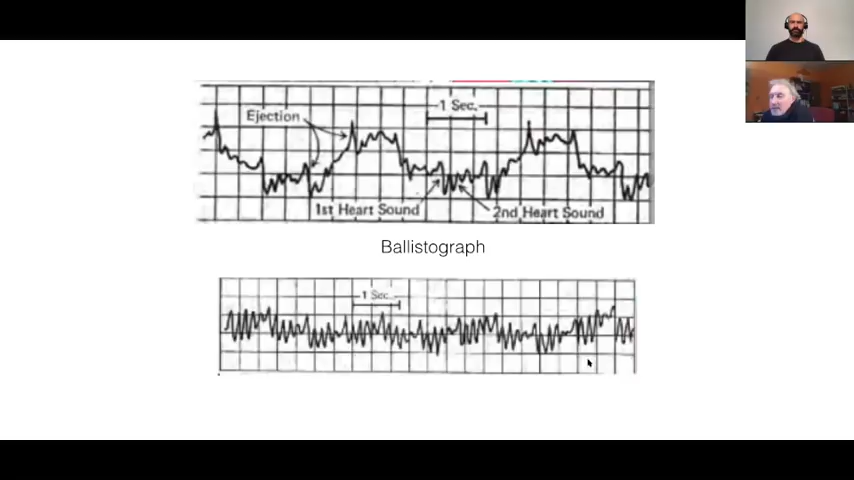 Ejection
1 Sec.
1st Heart Sound
2nd Heart Sound
Ballistograph
1 Sec.